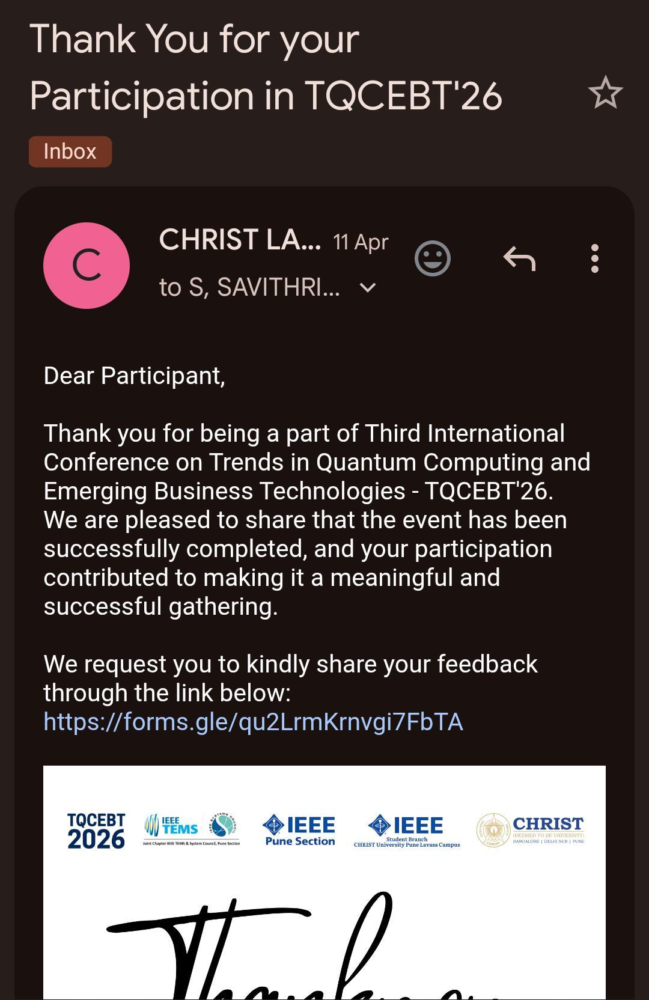 Thank You for your
Participation in TQCEBT'26
Inbox
C
CHRIST LA... 11 Apr
to S, SAVITHRI...
Dear Participant,
Thank you for being a part of Third International
Conference on Trends in Quantum Computing and
Emerging Business Technologies - TQCEBT'26.
We are pleased to share that the event has been
successfully completed, and your participation
contributed to making it a meaningful and
successful gathering.
We request you to kindly share your feedback
through the link below:
https://forms.gle/qu2LrmKrnvgi7FbTA
TQCEBT
2026
IEEE
TEMS
Joint Chapter IEEE TEMS & System Council, Pune Section
IEEE
Pune Section
IEEE
Student Branch
CHRIST University Pune Lavasa Campus
CHRIST
(DEEMED TO BE UNIVERSITY)
BANGALORE | DELHI NCR | PUNE